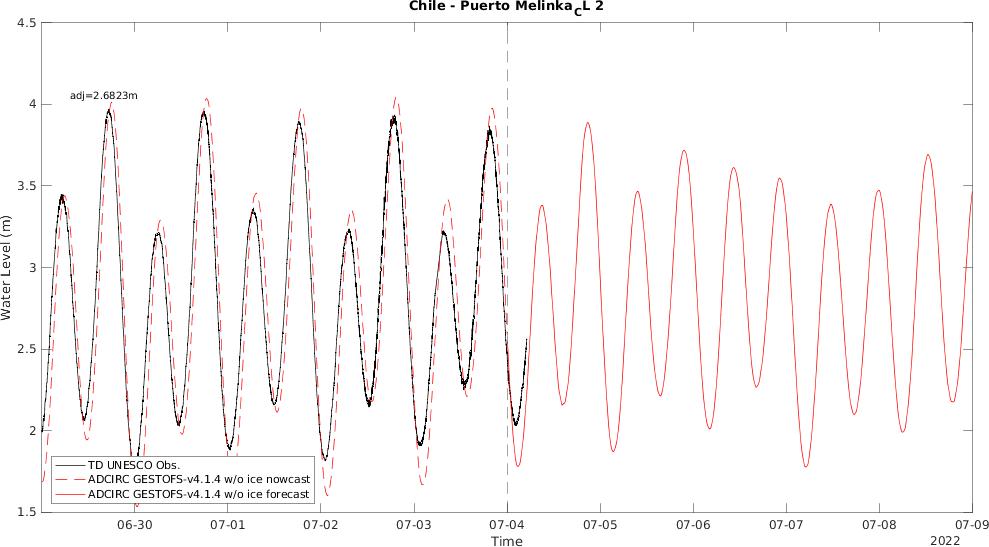 Chile - Puerto MelinkaCL 2
4.5
adj=2.6823m
4
3.5
3
2.5
2
1.5
Water Level (m)
TD UNESCO Obs.
ADCIRC GESTOFS-v4.1.4 w/o ice nowcast
ADCIRC GESTOFS-v4.1.4 w/o ice forecast
06-30 07-01 07-02 07-03 07-04 07-05 07-06 07-07 07-08 07-09
Time
2022